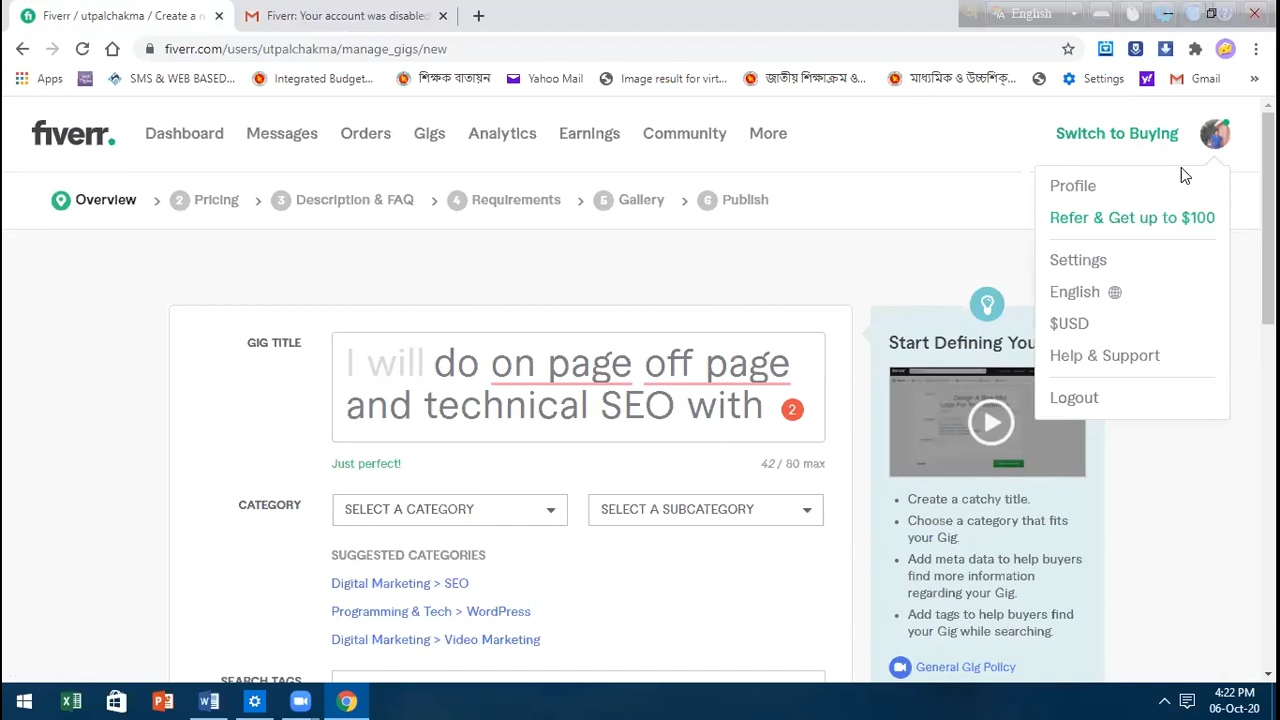 Fiverr / utpalchakma / Create a n
Fiverr: Your account was disabled
English
fiverr.com/users/utpalchakma/manage_gigs/new
Apps
SMS & WEB BASED...
Integrated Budget...
শিক্ষক বাতায়ন
Yahoo Mail
Image result for virt...
জাতীয় শিক্ষাক্রম ও...
মাধ্যমিক ও উচ্চশিক্...
Settings
Gmail
fiverr.
Dashboard
Messages
Orders
Gigs
Analytics
Earnings
Community
More
Switch to Buying
Overview
2 Pricing
3 Description & FAQ
4 Requirements
5 Gallery
6 Publish
Profile
Refer & Get up to $100
Settings
English
$USD
Help & Support
Logout
GIG TITLE
I will do on page off page
and technical SEO with
2
Just perfect!
42 / 80 max
CATEGORY
SELECT A CATEGORY
SELECT A SUBCATEGORY
SUGGESTED CATEGORIES
Digital Marketing > SEO
Programming & Tech > WordPress
Digital Marketing > Video Marketing
SEARCH TAGS
Start Defining You
• Create a catchy title.
• Choose a category that fits
your Gig.
• Add meta data to help buyers
find more information
regarding your Gig.
• Add tags to help buyers find
your Gig while searching.
General Gig Policy
4:22 PM
06-Oct-20